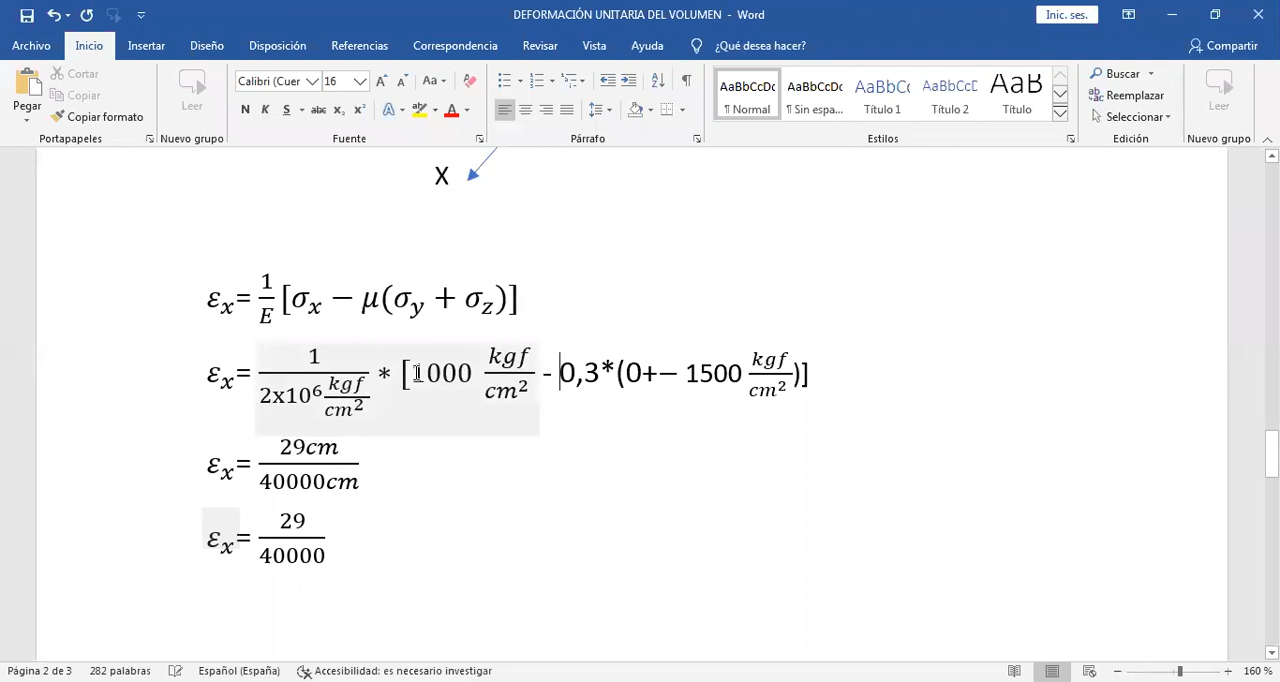 DEFORMACIÓN UNITARIA DEL VOLUMEN - Word
Inic. ses.
Archivo Inicio Insertar Diseño Disposición Referencias Correspondencia Revisar Vista Ayuda ¿Qué desea hacer? Compartir
Pegar
Cortar
Copiar
Copiar formato
Portapapeles
Leer
Nuevo grupo
Calibri (Cuer 16
N K S abc x₂ x²
Fuente
Párrafo
AaBbCcDc AaBbCcDc AaBbCc AaBbCcD AaB
¶ Normal ¶ Sin espa... Título 1 Título 2 Título
Estilos
Buscar
Reemplazar
Seleccionar
Edición
Leer
Nuevo grupo
X
εₓ= 1/E [σₓ − μ(σ_y + σ_z)]
εₓ= 1/(2x10⁶ kgf/cm²) * [1000 kgf/cm² - 0,3*(0+− 1500 kgf/cm²)]
εₓ= 29cm/40000cm
εₓ= 29/40000
Página 2 de 3 282 palabras Español (España) Accesibilidad: es necesario investigar 160 %